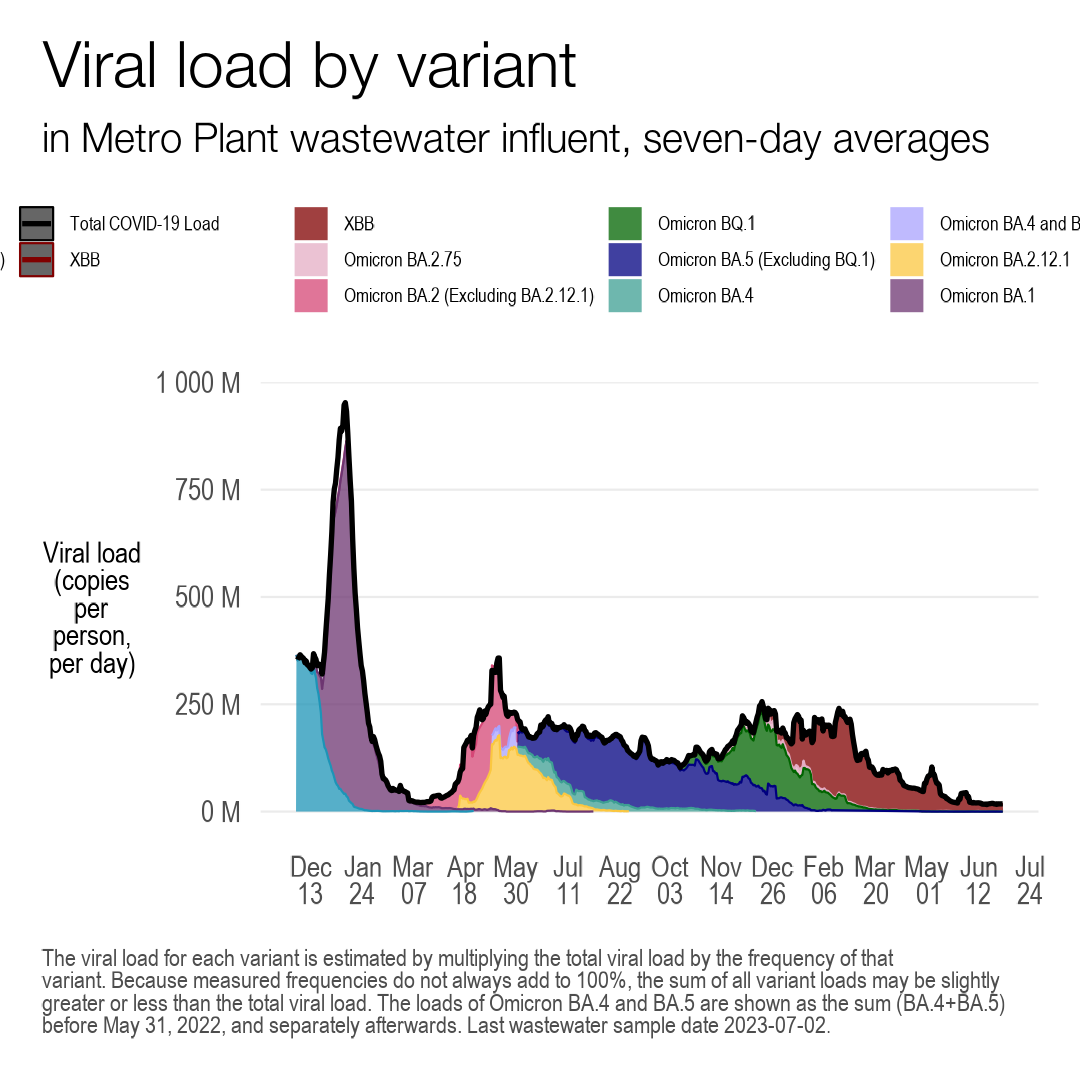 Viral load by variant
in Metro Plant wastewater influent, seven-day averages
Total COVID-19 Load
XBB
Omicron BQ.1
Omicron BA.4 and B
)
XBB
Omicron BA.2.75
Omicron BA.5 (Excluding BQ.1)
Omicron BA.2.12.1
Omicron BA.2 (Excluding BA.2.12.1)
Omicron BA.4
Omicron BA.1
1 000 M
750 M
500 M
250 M
0 M
Viral load
(copies
per
person,
per day)
Dec Jan Mar Apr May Jul Aug Oct Nov Dec Feb Mar May Jun Jul
13 24 07 18 30 11 22 03 14 26 06 20 01 12 24
The viral load for each variant is estimated by multiplying the total viral load by the frequency of that
variant. Because measured frequencies do not always add to 100%, the sum of all variant loads may be slightly
greater or less than the total viral load. The loads of Omicron BA.4 and BA.5 are shown as the sum (BA.4+BA.5)
before May 31, 2022, and separately afterwards. Last wastewater sample date 2023-07-02.